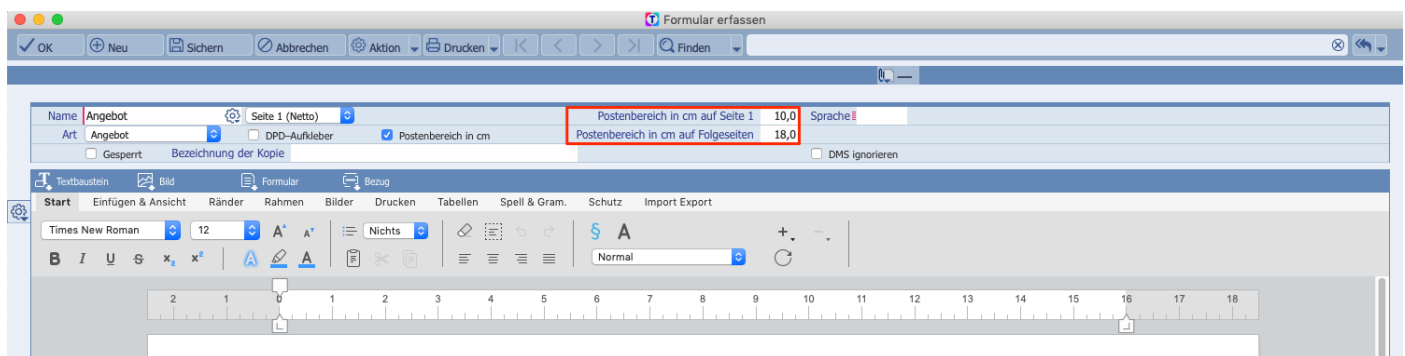 Formular erfassen
OK Neu Sichern Abbrechen Aktion Drucken Finden
Name Angebot Seite 1 (Netto) Postenbereich in cm auf Seite 1 10,0 Sprache
Art Angebot DPD-Aufkleber Postenbereich in cm Postenbereich in cm auf Folgeseiten 18,0
Gesperrt Bezeichnung der Kopie DMS ignorieren
Textbaustein Bild Formular Bezug
Start Einfügen & Ansicht Ränder Rahmen Bilder Drucken Tabellen Spell & Gram. Schutz Import Export
Times New Roman 12 A A Nichts § A
B I U S x₂ x² A A Normal
2 1 0 1 2 3 4 5 6 7 8 9 10 11 12 13 14 15 16 17 18